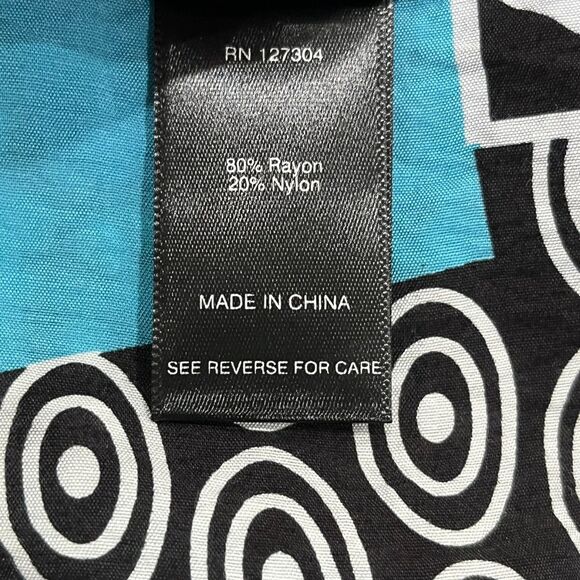 RN 127304
80% Rayon
20% Nylon
MADE IN CHINA
SEE REVERSE FOR CARE